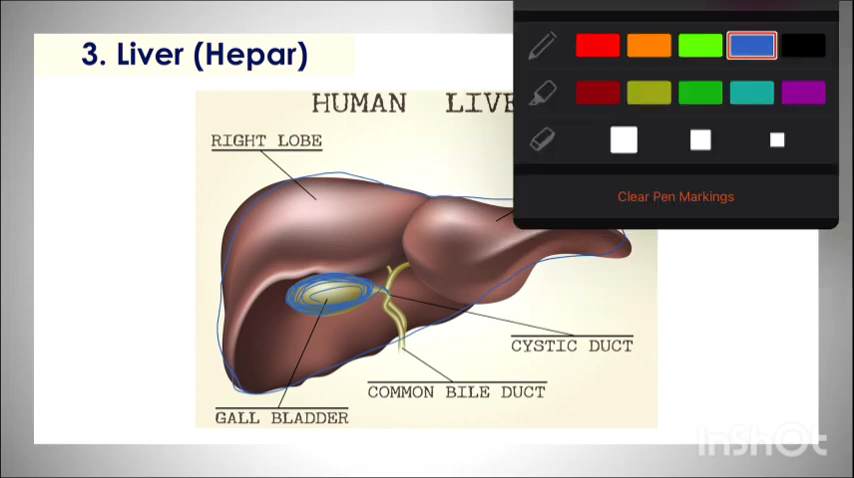 3. Liver (Hepar)
HUMAN LIVE
RIGHT LOBE
Clear Pen Markings
CYSTIC DUCT
COMMON BILE DUCT
GALL BLADDER
InShOt